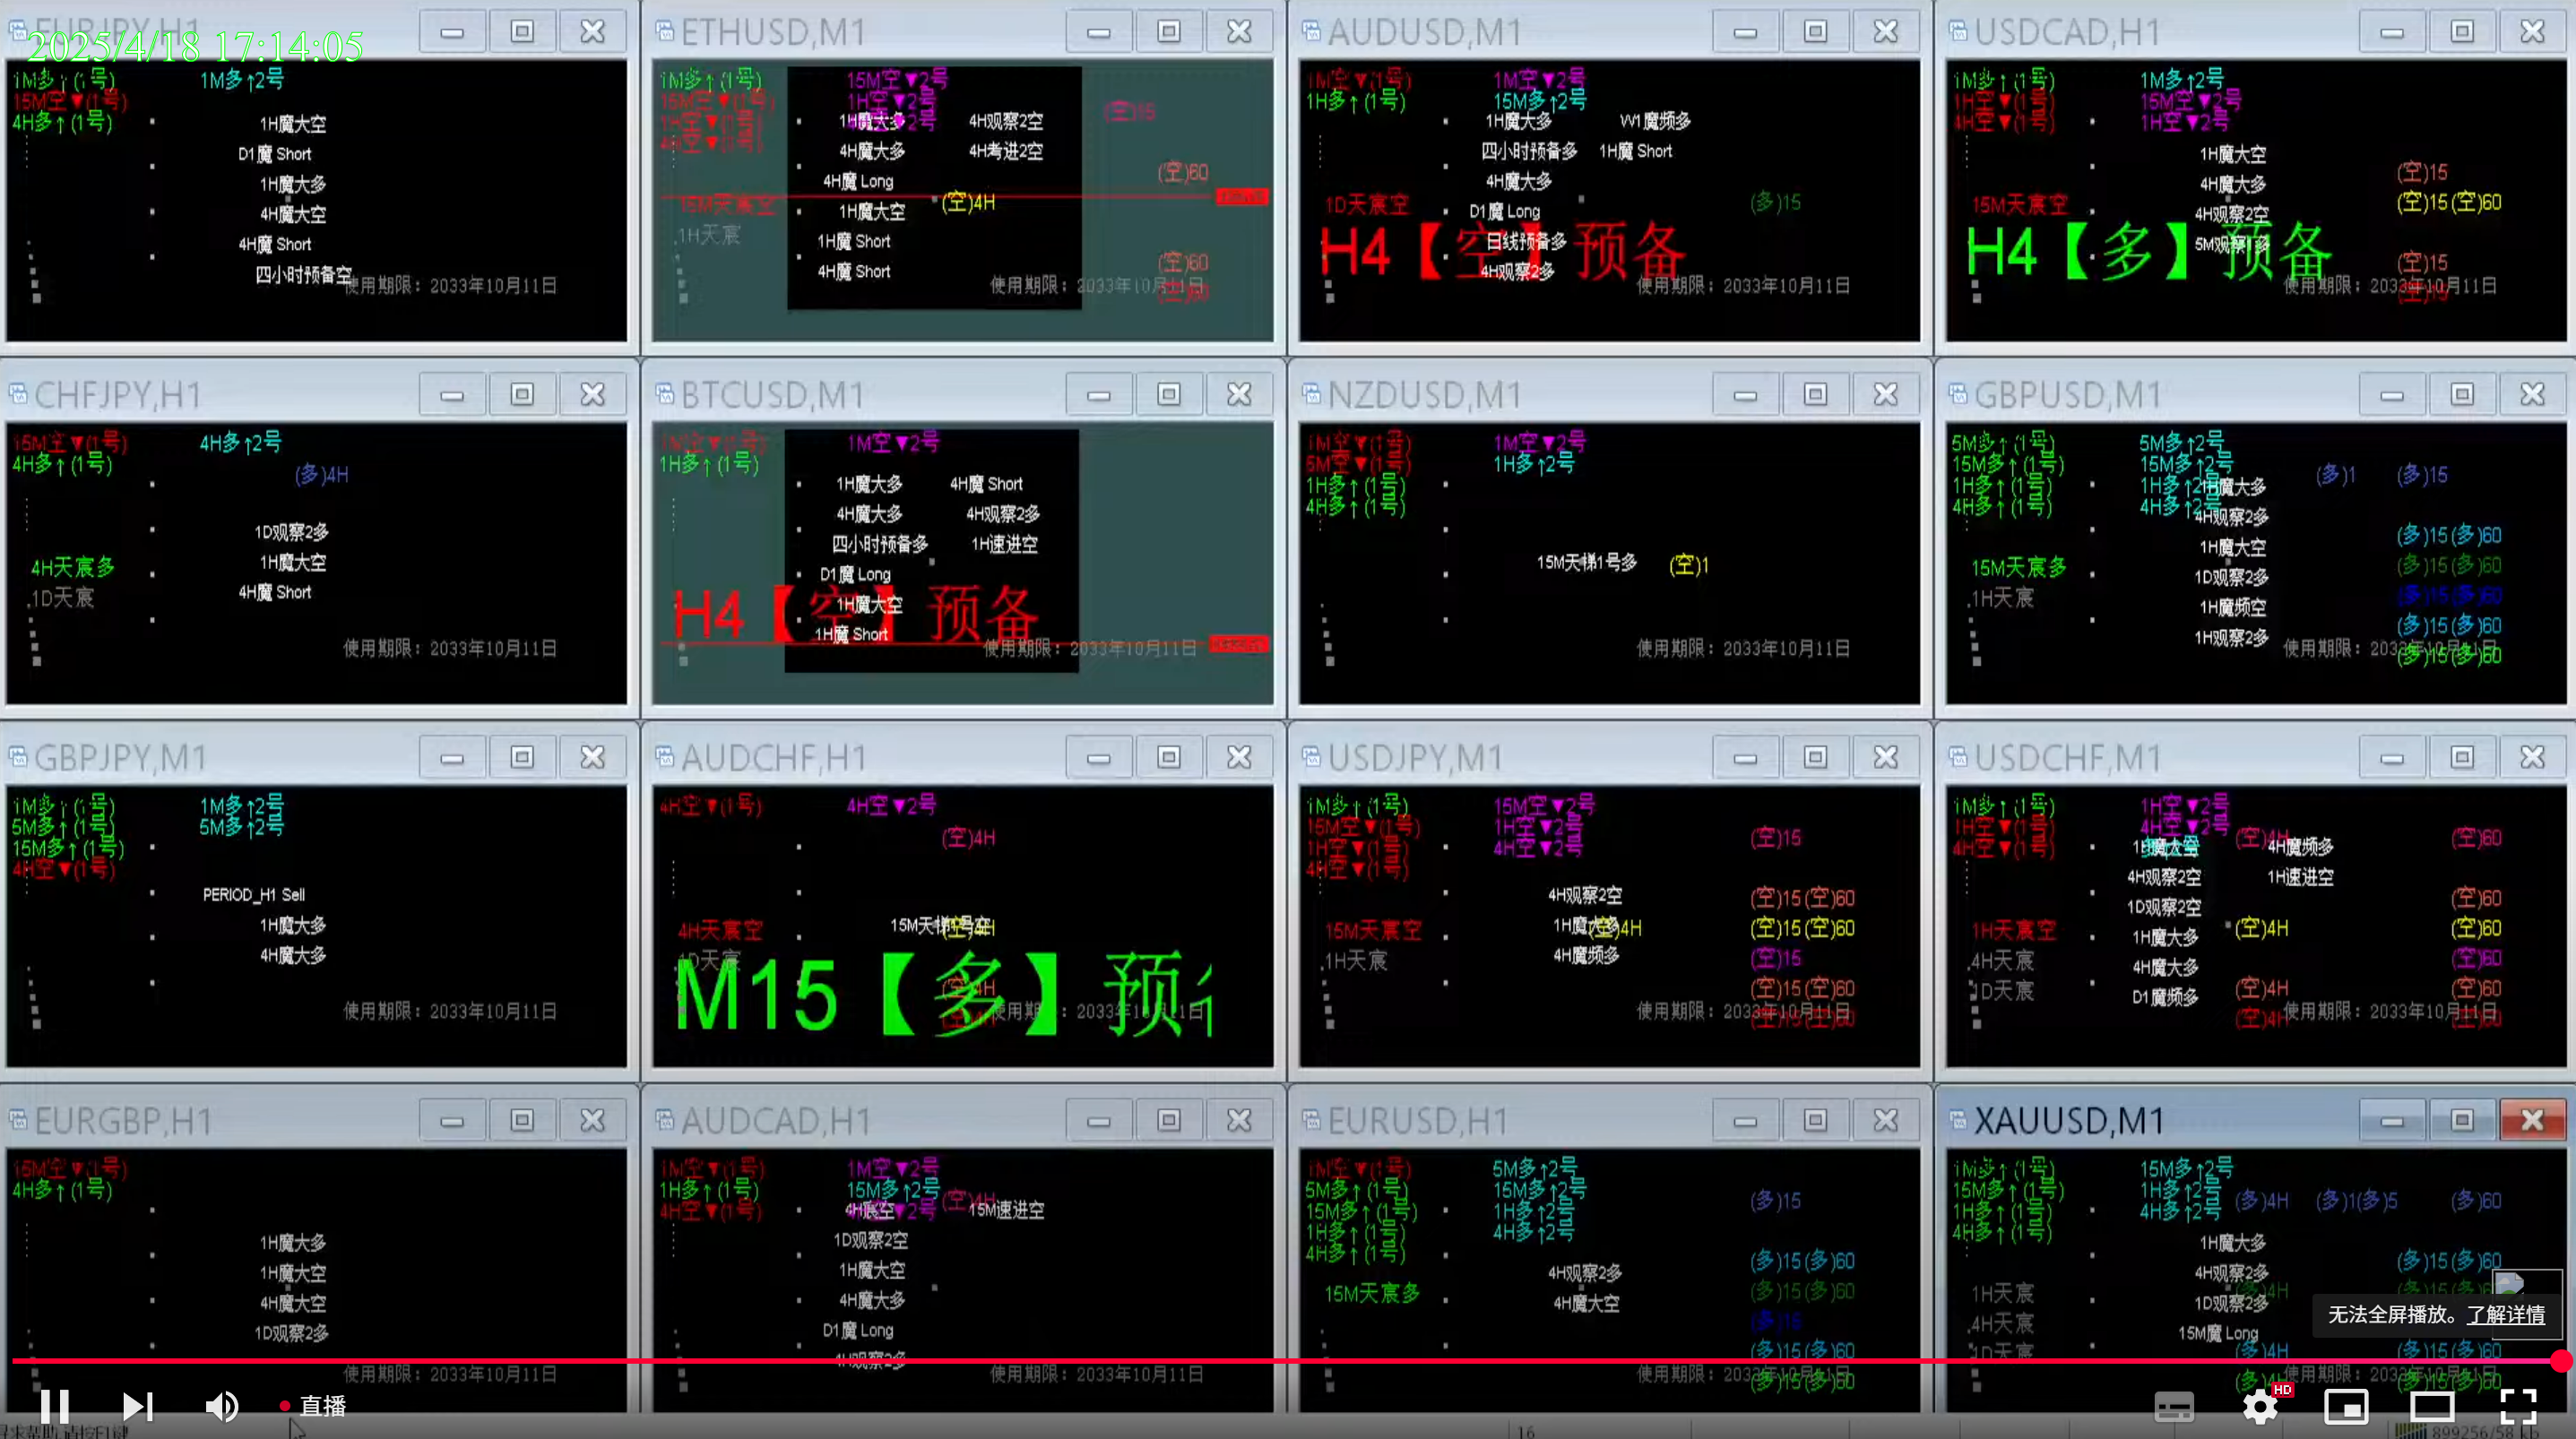 EURJPY,H1
2025/4/18 17:14:05
1M多↑(1号)
15M空▼(1号)
4H多↑(1号)
1M多↑2号
1H魔大空
D1魔 Short
1H魔大多
4H魔大空
4H魔 Short
四小时预备空
使用期限：2033年10月11日
ETHUSD,M1
1M多↑(1号)
15M空▼(1号)
1H空▼(1号)
4H空▼(1号)
15M空▼2号
1H空▼2号
1H魔大多
4H观察2空
4H魔大多
4H考进2空
4H魔 Long
1H魔大空
(空)4H
1H魔 Short
4H魔 Short
15M天宸空
1H天宸
(空)15
(空)60
(空)60
(空)60
使用期限：2033年10月11日
AUDUSD,M1
1M空▼(1号)
1H多↑(1号)
1M空▼2号
15M多↑2号
1H魔大多
W1魔频多
四小时预备多
1H魔 Short
4H魔大多
D1魔 Long
日线预备多
4H观察2多
1D天宸空
(多)15
H4【空】预备
使用期限：2033年10月11日
USDCAD,H1
1M多↑(1号)
1H空▼(1号)
4H空▼(1号)
1M多↑2号
15M空▼2号
1H空▼2号
1H魔大空
4H魔大多
4H观察2空
15M天宸空
(空)15
(空)15(空)60
(空)15
(空)15
H4【多】预备
使用期限：2033年10月11日
CHFJPY,H1
15M空▼(1号)
4H多↑(1号)
4H多↑2号
(多)4H
1D观察2多
1H魔大多
4H魔 Short
4H天宸多
1D天宸
使用期限：2033年10月11日
BTCUSD,M1
1M空▼(1号)
1H多↑(1号)
1M空▼2号
1H魔大多
4H魔 Short
4H魔大多
4H观察2多
四小时预备多
1H速进空
D1魔 Long
1H魔大空
1H魔 Short
H4【空】预备
使用期限：2033年10月11日
NZDUSD,M1
1M空▼(1号)
5M空▼(1号)
1H多↑(1号)
4H多↑(1号)
1M空▼2号
1H多↑2号
15M天梯1号多
(空)1
使用期限：2033年10月11日
GBPUSD,M1
5M多↑(1号)
15M多↑(1号)
1H多↑(1号)
4H多↑(1号)
5M多↑2号
15M多↑2号
1H多↑2号
4H多↑2号
1H魔大多
4H观察2多
1H魔大空
1D观察2多
1H魔频空
1H观察2多
15M天宸多
1H天宸
(多)1
(多)15
(多)15(多)60
(多)15(多)60
(多)15(多)60
(多)15(多)60
(多)15(多)60
使用期限：2033年10月11日
GBPJPY,M1
1M多↑(1号)
5M多↑(1号)
15M多↑(1号)
4H空▼(1号)
1M多↑2号
5M多↑2号
PERIOD_H1 Sell
1H魔大多
4H魔大多
使用期限：2033年10月11日
AUDCHF,H1
4H空▼(1号)
4H空▼2号
(空)4H
15M天梯1号空
(空)4H
4H天宸空
1D天宸
(空)4H
(空)4H
M15【多】预
使用期限：2033年10月11日
USDJPY,M1
1M多↑(1号)
15M空▼(1号)
1H空▼(1号)
4H空▼(1号)
15M空▼2号
1H空▼2号
4H空▼2号
4H观察2空
1H魔大多
(空)4H
4H魔频多
15M天宸空
1H天宸
(空)15
(空)15(空)60
(空)15(空)60
(空)15
(空)15(空)60
(空)15(空)60
使用期限：2033年10月11日
USDCHF,M1
1M多↑(1号)
1H空▼(1号)
4H空▼(1号)
1H空▼2号
4H空▼2号
1H魔大空
(空)4H
4H魔频多
4H观察2空
1H速进空
1D观察2空
1H魔大多
(空)4H
4H魔大多
D1魔频多
(空)4H
(空)4H
1H天宸空
4H天宸
1D天宸
(空)60
(空)60
(空)60
(空)60
(空)60
(空)60
使用期限：2033年10月11日
EURGBP,H1
15M空▼(1号)
4H多↑(1号)
1H魔大多
1H魔大空
4H魔大空
1D观察2多
使用期限：2033年10月11日
AUDCAD,H1
1M空▼(1号)
1H多↑(1号)
4H空▼(1号)
1M空▼2号
15M多↑2号
(空)4H
15M速进空
1D观察2空
1H魔大空
4H魔大多
D1魔 Long
4H观察2多
使用期限：2033年10月11日
EURUSD,H1
1M空▼(1号)
5M多↑(1号)
15M多↑(1号)
1H多↑(1号)
4H多↑(1号)
5M多↑2号
15M多↑2号
1H多↑2号
4H多↑2号
4H观察2多
4H魔大空
15M天宸多
(多)15
(多)15(多)60
(多)15(多)60
(多)15
(多)15(多)60
(多)15(多)60
使用期限：2033年10月11日
XAUUSD,M1
1M多↑(1号)
15M多↑(1号)
1H多↑(1号)
4H多↑(1号)
15M多↑2号
1H多↑2号
4H多↑2号
(多)4H
(多)1(多)5
(多)60
1H魔大多
4H观察2多
1D观察2多
15M魔 Long
1H天宸
4H天宸
1D天宸
(多)15(多)60
(多)15(多)60
(多)4H
(多)15(多)60
使用期限：2033年10月11日
无法全屏播放。了解详情
直播
HD
16
899256/58 kb